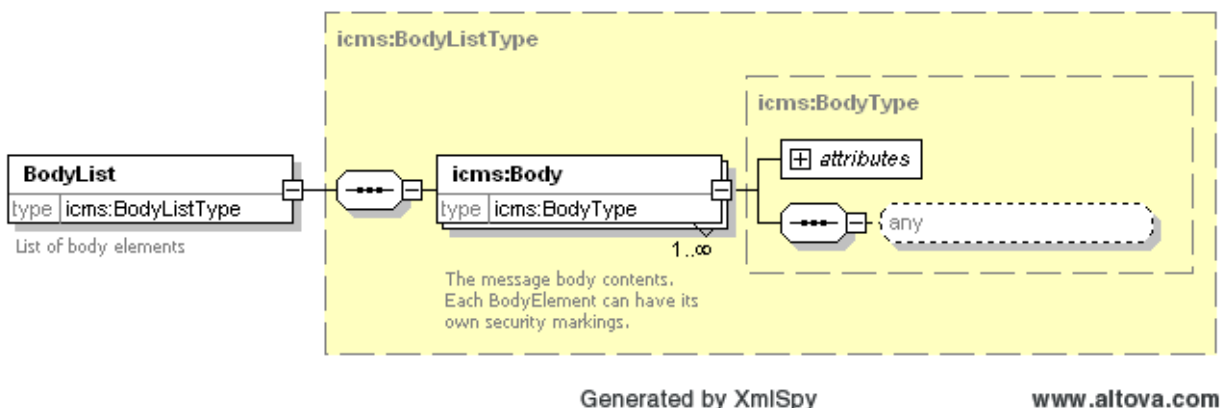 icms:BodyListType
icms:BodyType
attributes
BodyList
icms:Body
type icms:BodyListType
type icms:BodyType
any
List of body elements
1..∞
The message body contents.
Each BodyElement can have its
own security markings.
Generated by XmlSpy
www.altova.com